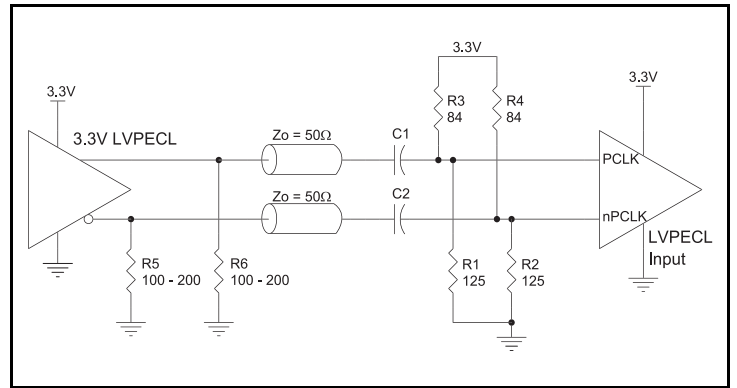 3.3V
3.3V LVPECL
R5
100 - 200
R6
100 - 200
Zo = 50Ω
Zo = 50Ω
C1
C2
3.3V
R3
84
R4
84
R1
125
R2
125
3.3V
PCLK
nPCLK
LVPECL
Input